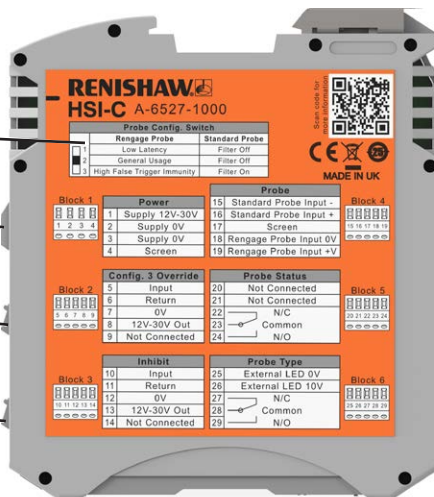 RENISHAW
HSI-C A-6527-1000
Scan code for
more information
Probe Config. Switch
Rengage Probe Standard Probe
1 Low Latency Filter Off
2 General Usage Filter Off
3 High False Trigger Immunity Filter On
CE 25
MADE IN UK
Block 1
1 2 3 4
Power
1 Supply 12V-30V
2 Supply 0V
3 Supply 0V
4 Screen
Probe
15 Standard Probe Input -
16 Standard Probe Input +
17 Screen
18 Rengage Probe Input 0V
19 Rengage Probe Input +V
Block 4
15 16 17 18 19
Block 2
5 6 7 8 9
Config. 3 Override
5 Input
6 Return
7 0V
8 12V-30V Out
9 Not Connected
Probe Status
20 Not Connected
21 Not Connected
22 N/C
23 Common
24 N/O
Block 5
20 21 22 23 24
Block 3
10 11 12 13 14
Inhibit
10 Input
11 Return
12 0V
13 12V-30V Out
14 Not Connected
Probe Type
25 External LED 0V
26 External LED 10V
27 N/C
28 Common
29 N/O
Block 6
25 26 27 28 29